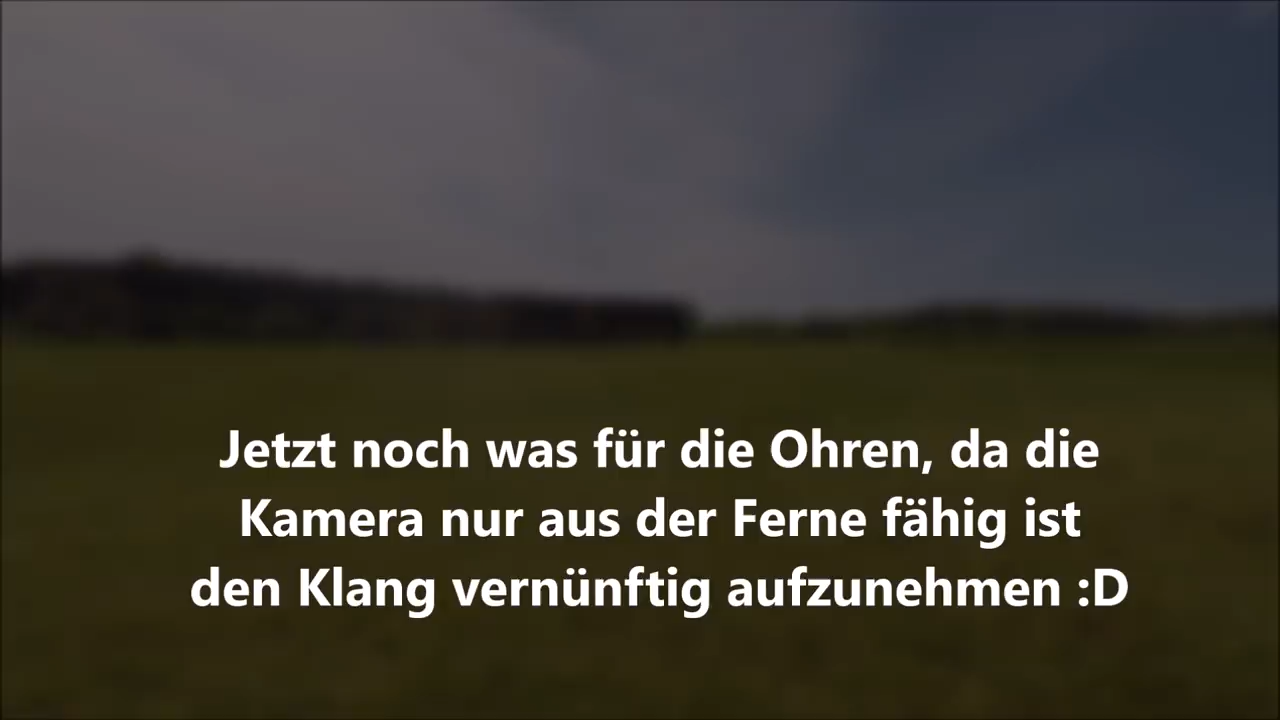 Jetzt noch was für die Ohren, da die
Kamera nur aus der Ferne fähig ist
den Klang vernünftig aufzunehmen :D